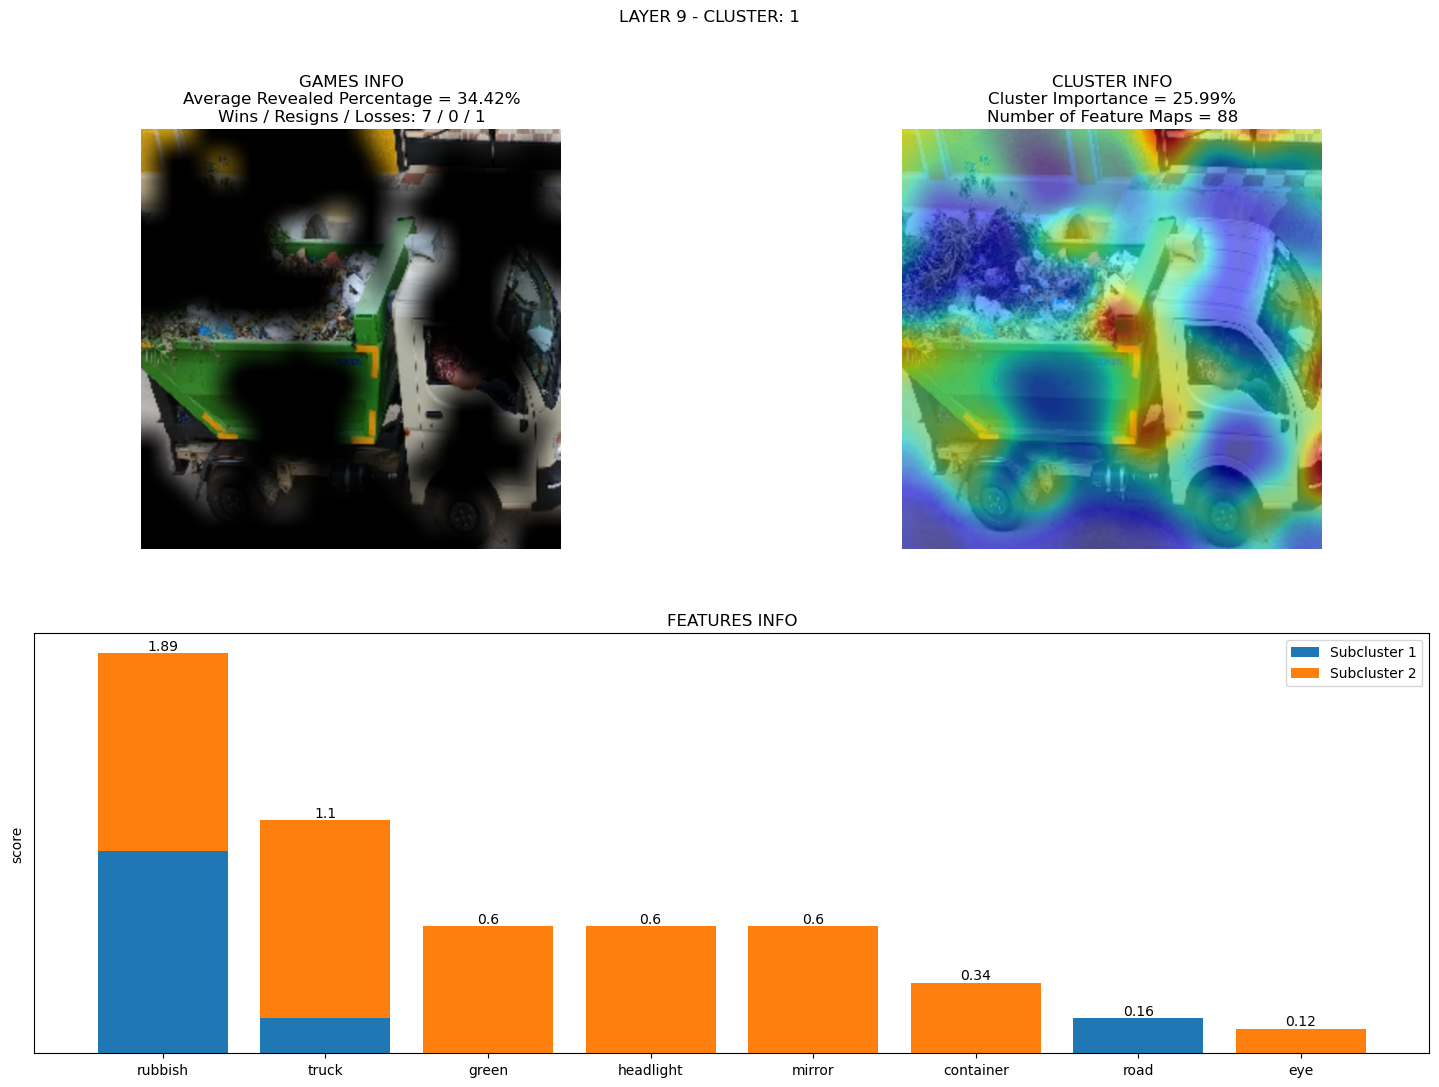 LAYER 9 - CLUSTER: 1
GAMES INFO
Average Revealed Percentage = 34.42%
Wins / Resigns / Losses: 7 / 0 / 1
CLUSTER INFO
Cluster Importance = 25.99%
Number of Feature Maps = 88
FEATURES INFO
score
1.89
1.1
0.6
0.6
0.6
0.34
0.16
0.12
Subcluster 1
Subcluster 2
rubbish
truck
green
headlight
mirror
container
road
eye